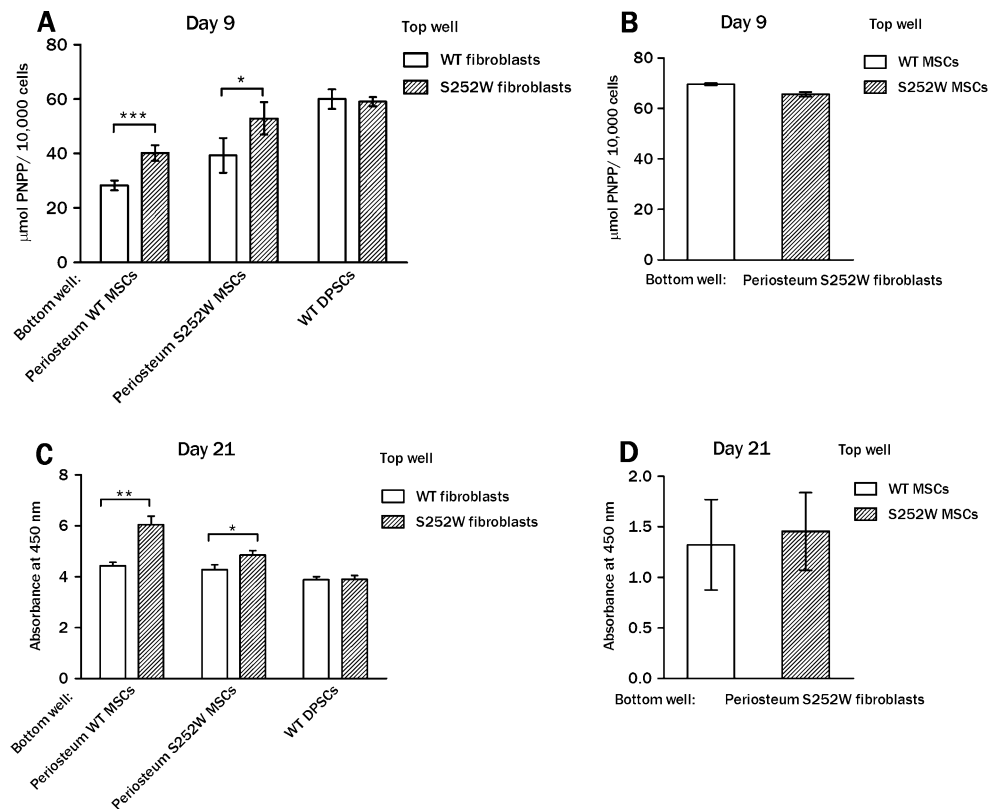 A
Day 9
Top well
WT fibroblasts
S252W fibroblasts
μmol PNPP/ 10,000 cells
80
60
40
20
0
***
*
Bottom well:
Periosteum WT MSCs
Periosteum S252W MSCs
WT DPSCs
B
Day 9
Top well
WT MSCs
S252W MSCs
μmol PNPP/ 10,000 cells
80
60
40
20
0
Bottom well: Periosteum S252W fibroblasts
C
Day 21
Top well
WT fibroblasts
S252W fibroblasts
Absorbance at 450 nm
8
6
4
2
0
**
*
Bottom well:
Periosteum WT MSCs
Periosteum S252W MSCs
WT DPSCs
D
Day 21
Top well
WT MSCs
S252W MSCs
Absorbance at 450 nm
2.0
1.5
1.0
0.5
0.0
Bottom well: Periosteum S252W fibroblasts